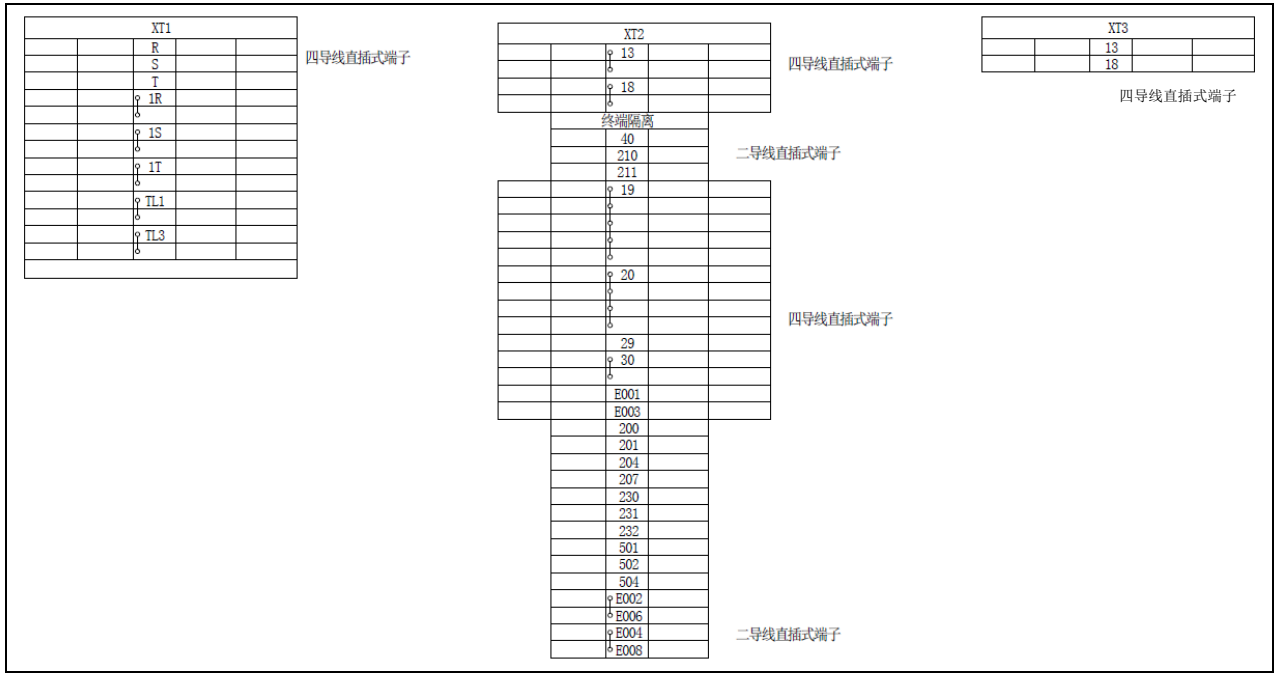 XT1
R
S
T
1R
1S
1T
TL1
TL3
四导线直插式端子
XT2
13
18
四导线直插式端子
终端隔离
40
210
211
二导线直插式端子
19
20
29
30
E001
E003
四导线直插式端子
200
201
204
207
230
231
232
501
502
504
E002
E006
E004
E008
二导线直插式端子
XT3
13
18
四导线直插式端子